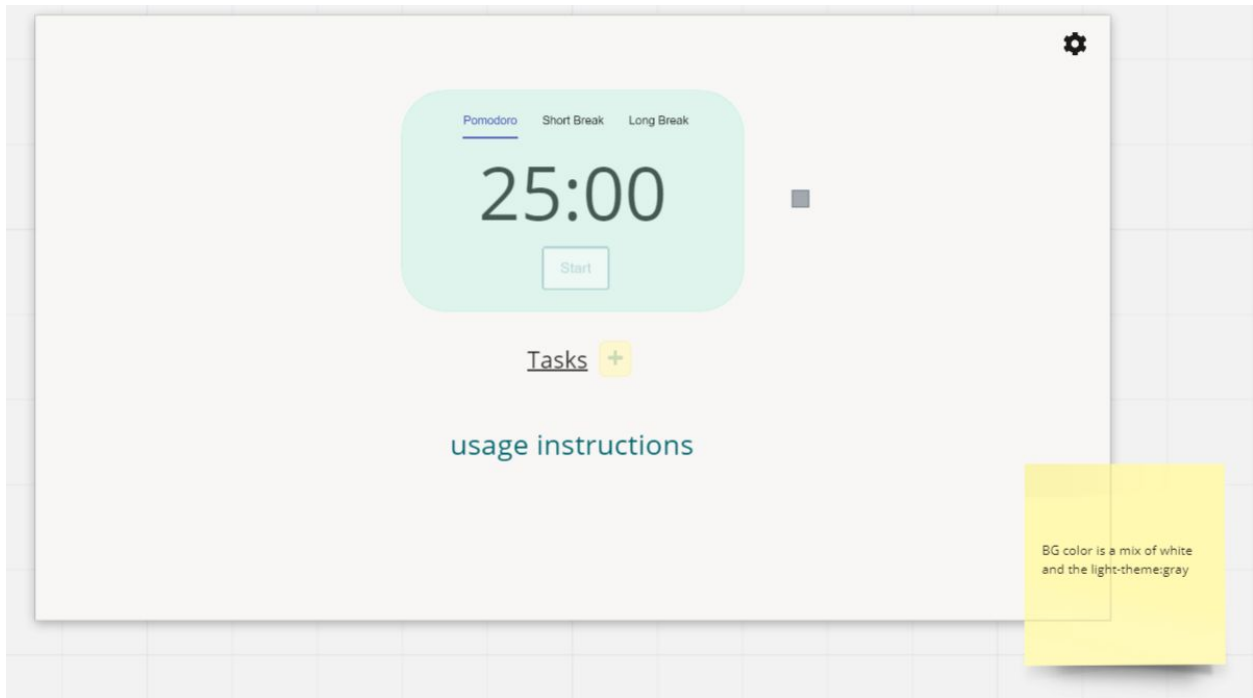 Pomodoro Short Break Long Break
25:00
Start
Tasks +
usage instructions
BG color is a mix of white
and the light-theme:gray